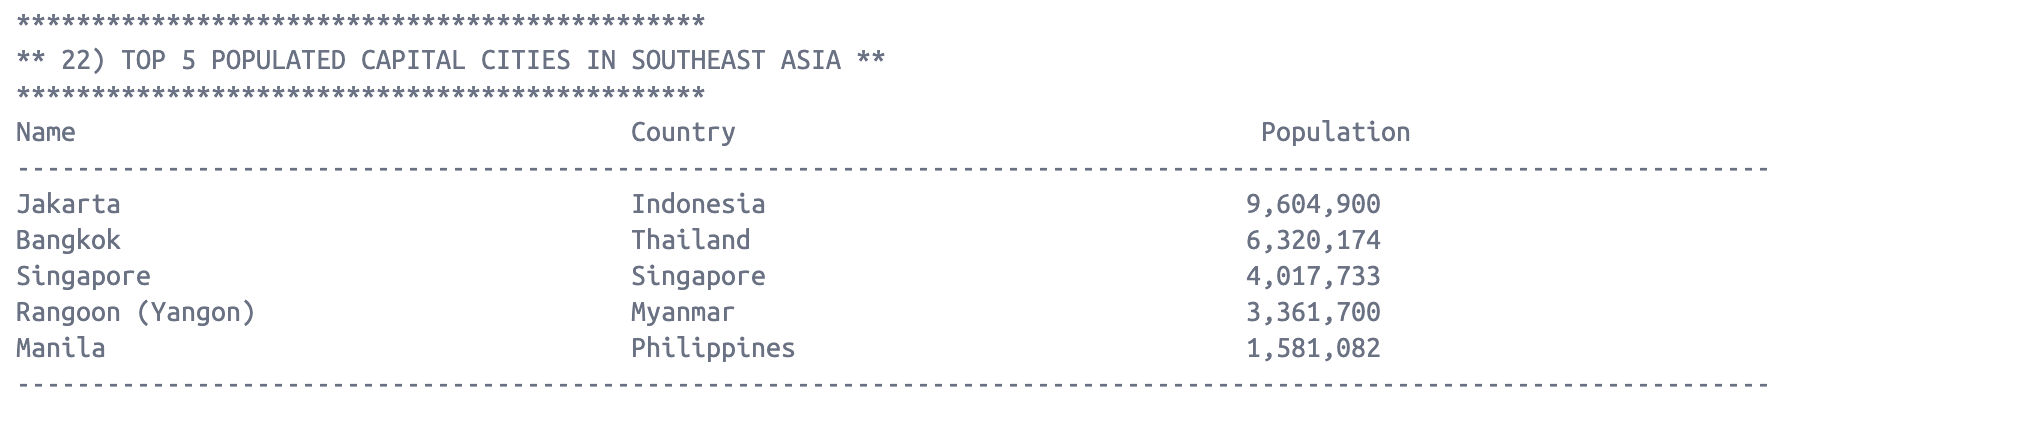 **********************************************
** 22) TOP 5 POPULATED CAPITAL CITIES IN SOUTHEAST ASIA **
**********************************************
Name Country Population
---------------------------------------------------------------------------------------------------------------------
Jakarta Indonesia 9,604,900
Bangkok Thailand 6,320,174
Singapore Singapore 4,017,733
Rangoon (Yangon) Myanmar 3,361,700
Manila Philippines 1,581,082
---------------------------------------------------------------------------------------------------------------------